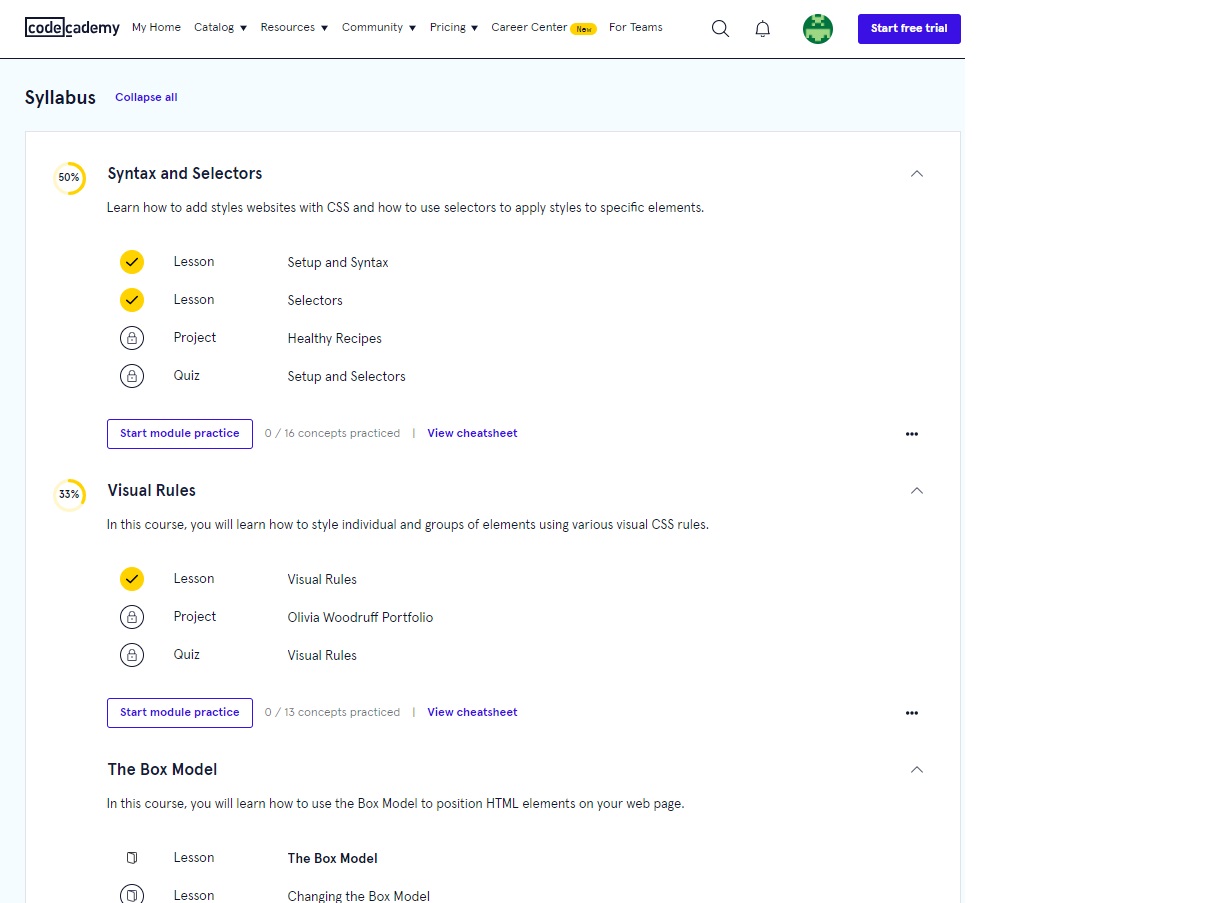 codecademy My Home Catalog Resources Community Pricing Career Center New For Teams Start free trial
Syllabus Collapse all
50% Syntax and Selectors
Learn how to add styles websites with CSS and how to use selectors to apply styles to specific elements.
Lesson Setup and Syntax
Lesson Selectors
Project Healthy Recipes
Quiz Setup and Selectors
Start module practice 0 / 16 concepts practiced | View cheatsheet
33% Visual Rules
In this course, you will learn how to style individual and groups of elements using various visual CSS rules.
Lesson Visual Rules
Project Olivia Woodruff Portfolio
Quiz Visual Rules
Start module practice 0 / 13 concepts practiced | View cheatsheet
The Box Model
In this course, you will learn how to use the Box Model to position HTML elements on your web page.
Lesson The Box Model
Lesson Changing the Box Model